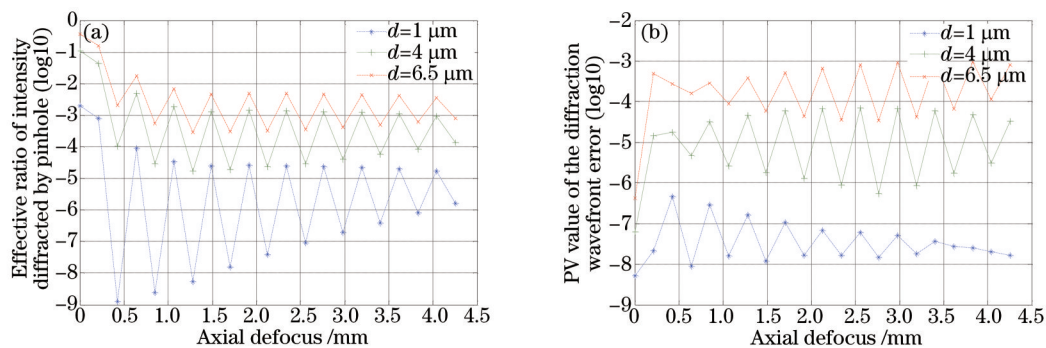 (a)
d=1 μm
d=4 μm
d=6.5 μm
Effective ratio of intensity
diffracted by pinhole (log10)
0
−1
−2
−3
−4
−5
−6
−7
−8
−9
0 0.5 1.0 1.5 2.0 2.5 3.0 3.5 4.0 4.5
Axial defocus /mm
(b)
d=1 μm
d=4 μm
d=6.5 μm
PV value of the diffraction
wavefront error (log10)
−2
−3
−4
−5
−6
−7
−8
−9
0 0.5 1.0 1.5 2.0 2.5 3.0 3.5 4.0 4.5
Axial defocus /mm